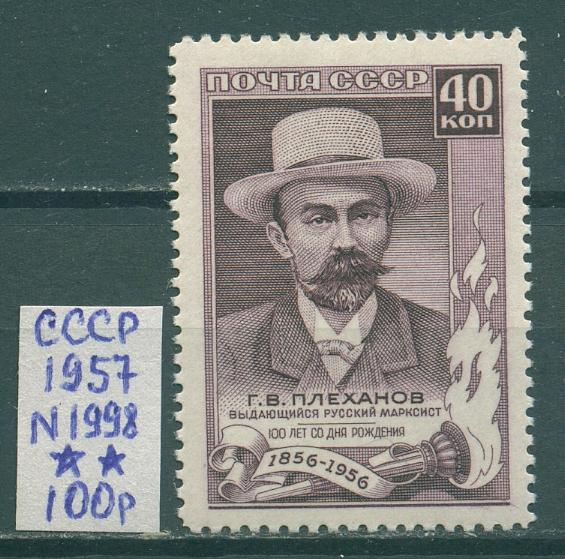 ПОЧТА СССР
40
КОП
Г.В. ПЛЕХАНОВ
ВЫДАЮЩИЙСЯ РУССКИЙ МАРКСИСТ
100 ЛЕТ СО ДНЯ РОЖДЕНИЯ
1856-1956
СССР
1957
N1998
★★
100р